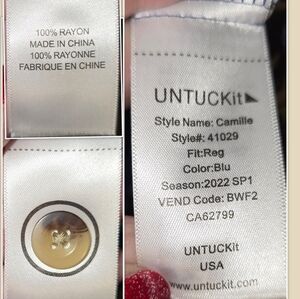 100% RAYON
MADE IN CHINA
100% RAYONNE
FABRIQUE EN CHINE
UNTUCKit
Style Name: Camille
Style#: 41029
Fit:Reg
Color:Blu
Season:2022 SP1
VEND Code: BWF2
CA62799
UNTUCKit
USA
www.untuckit.com